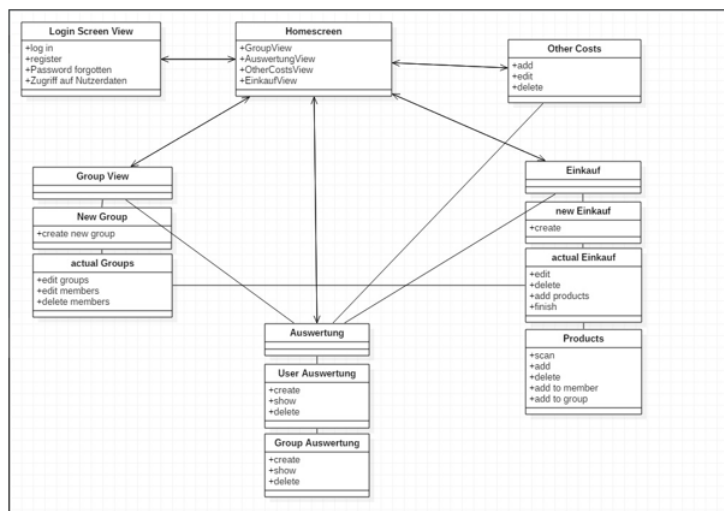 Login Screen View
+log in
+register
+Password forgotten
+Zugriff auf Nutzerdaten
Homescreen
+GroupView
+AuswertungView
+OtherCostsView
+EinkaufView
Other Costs
+add
+edit
+delete
Group View
New Group
+create new group
actual Groups
+edit groups
+edit members
+delete members
Einkauf
new Einkauf
+create
actual Einkauf
+edit
+delete
+add products
+finish
Products
+scan
+add
+delete
+add to member
+add to group
Auswertung
User Auswertung
+create
+show
+delete
Group Auswertung
+create
+show
+delete